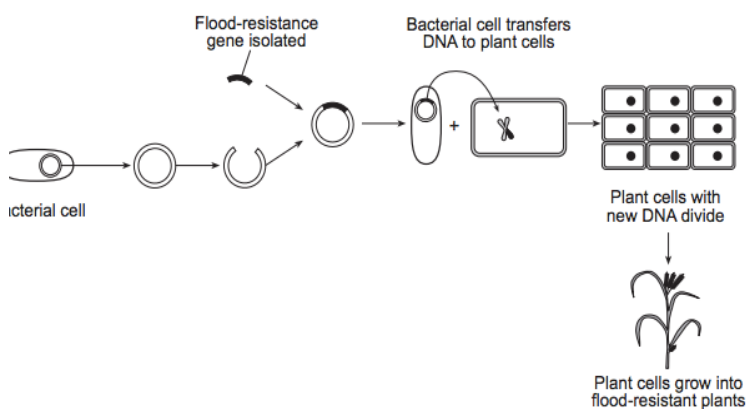 Flood-resistance
gene isolated
Bacterial cell transfers
DNA to plant cells
+
cterial cell
Plant cells with
new DNA divide
Plant cells grow into
flood-resistant plants